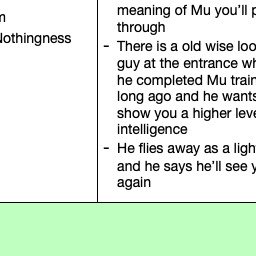 m
Nothingness
meaning of Mu you'll p
through
- There is a old wise loo
guy at the entrance wh
he completed Mu train
long ago and he wants
show you a higher leve
intelligence
- He flies away as a ligh
and he says he'll see y
again